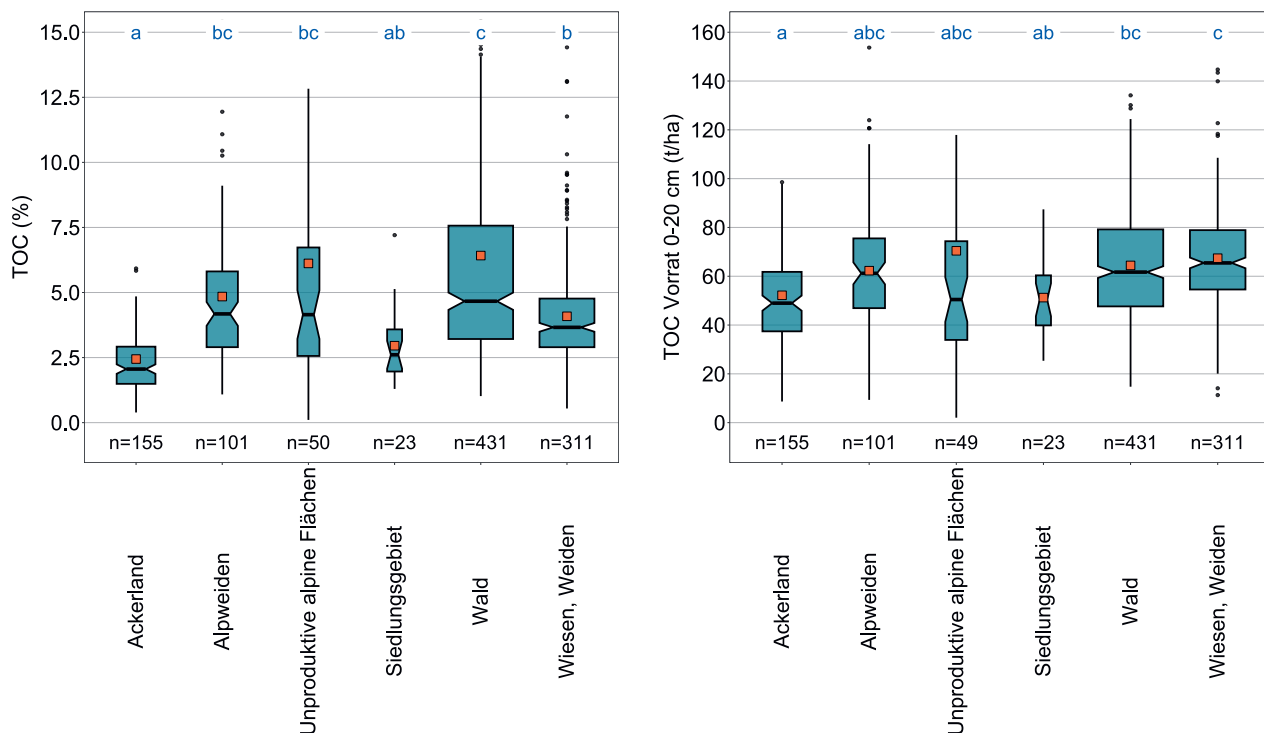 TOC (%)
15.0
12.5
10.0
7.5
5.0
2.5
0.0
a bc bc ab c b
n=155 n=101 n=50 n=23 n=431 n=311
Ackerland
Alpweiden
Unproduktive alpine Flächen
Siedlungsgebiet
Wald
Wiesen, Weiden
TOC Vorrat 0-20 cm (t/ha)
160
140
120
100
80
60
40
20
0
a abc abc ab bc c
n=155 n=101 n=49 n=23 n=431 n=311
Ackerland
Alpweiden
Unproduktive alpine Flächen
Siedlungsgebiet
Wald
Wiesen, Weiden